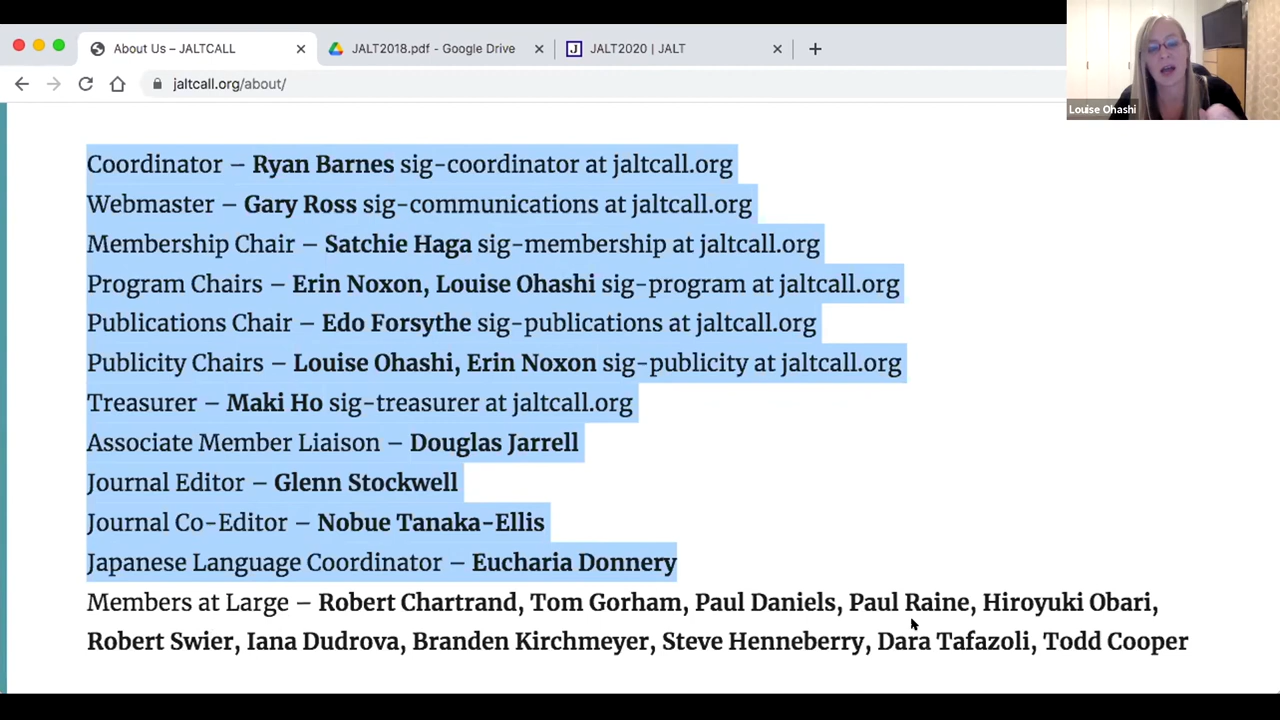 About Us – JALTCALL
JALT2018.pdf - Google Drive
JALT2020 | JALT
jaltcall.org/about/
Louise Ohashi
Coordinator – Ryan Barnes sig-coordinator at jaltcall.org
Webmaster – Gary Ross sig-communications at jaltcall.org
Membership Chair – Satchie Haga sig-membership at jaltcall.org
Program Chairs – Erin Noxon, Louise Ohashi sig-program at jaltcall.org
Publications Chair – Edo Forsythe sig-publications at jaltcall.org
Publicity Chairs – Louise Ohashi, Erin Noxon sig-publicity at jaltcall.org
Treasurer – Maki Ho sig-treasurer at jaltcall.org
Associate Member Liaison – Douglas Jarrell
Journal Editor – Glenn Stockwell
Journal Co-Editor – Nobue Tanaka-Ellis
Japanese Language Coordinator – Eucharia Donnery
Members at Large – Robert Chartrand, Tom Gorham, Paul Daniels, Paul Raine, Hiroyuki Obari,
Robert Swier, Iana Dudrova, Branden Kirchmeyer, Steve Henneberry, Dara Tafazoli, Todd Cooper